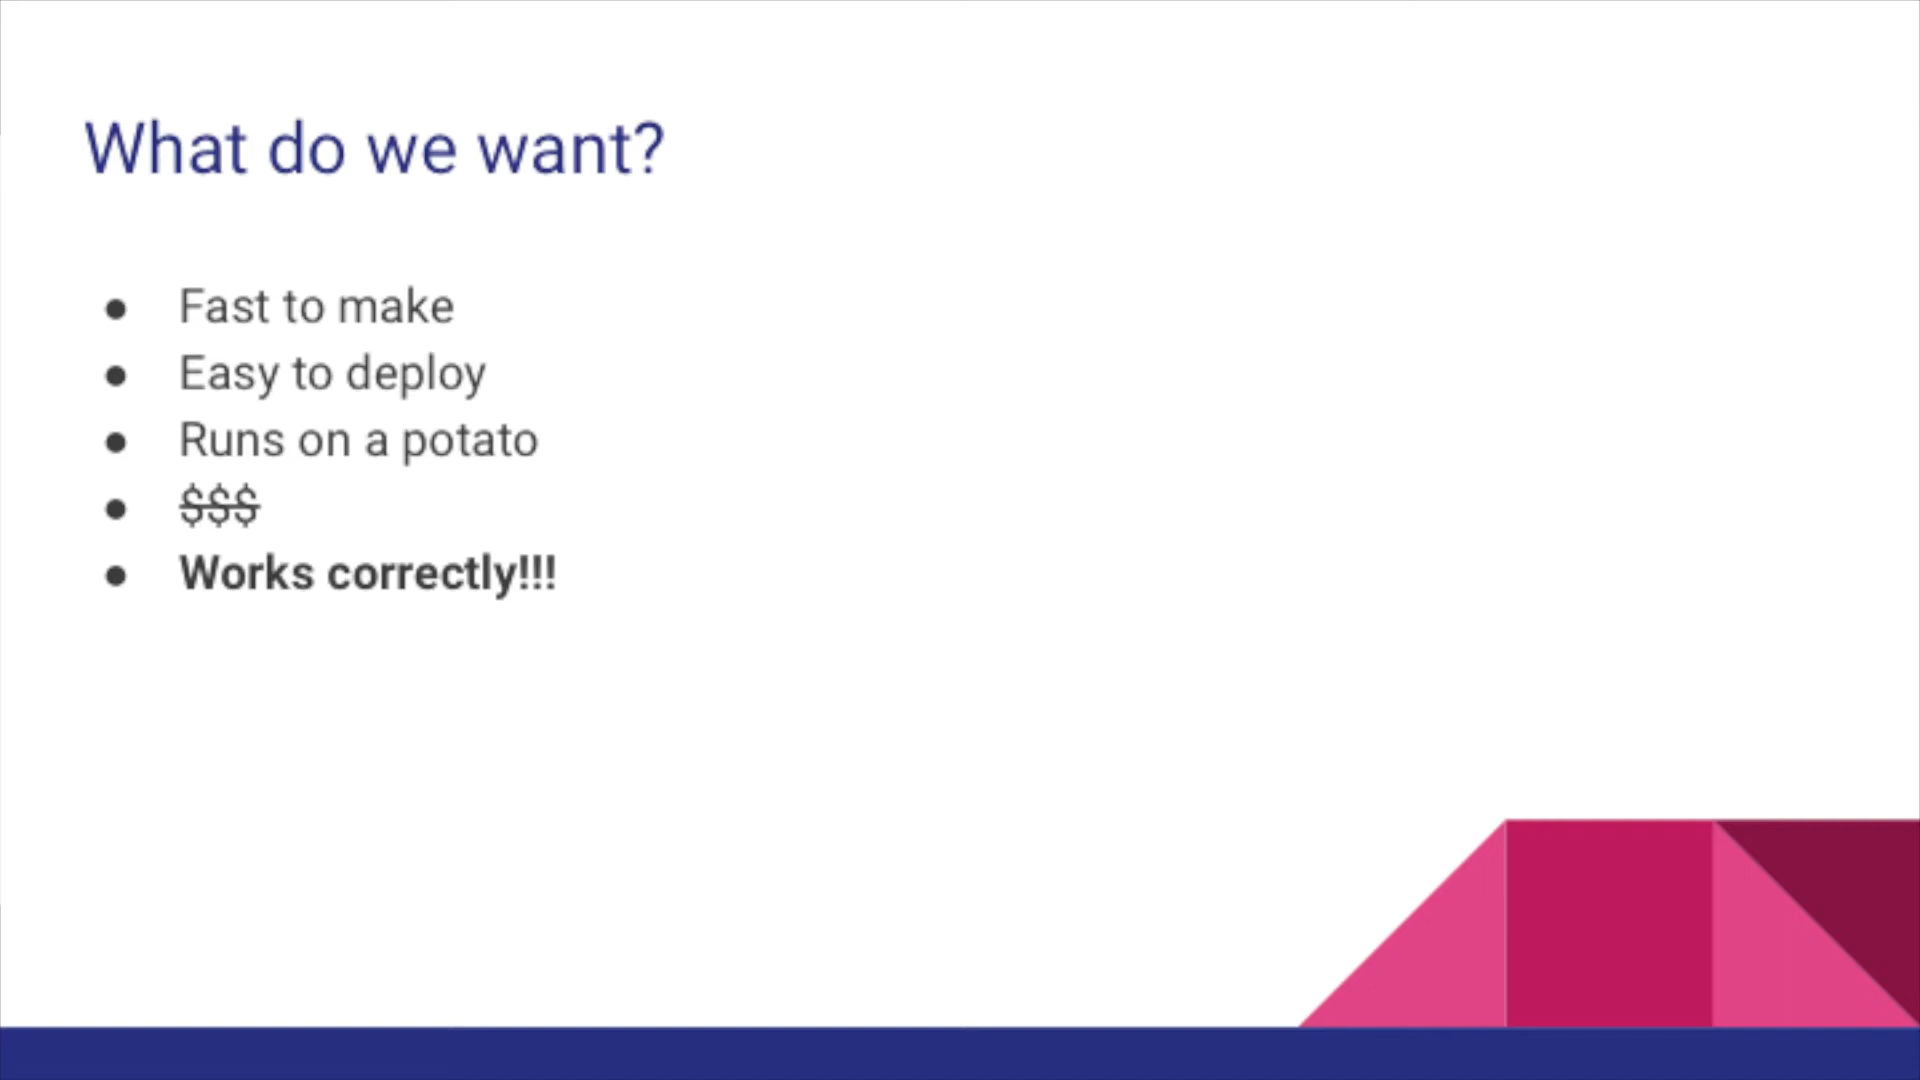 What do we want?
● Fast to make
● Easy to deploy
● Runs on a potato
● $$$
● Works correctly!!!